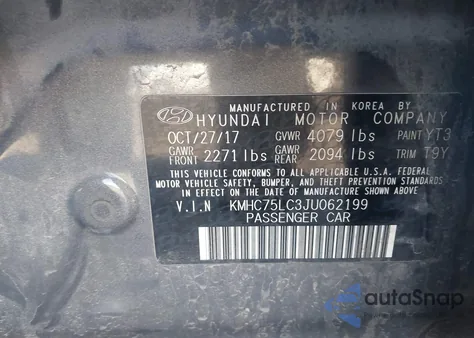 MANUFACTURED IN KOREA BY
HYUNDAI MOTOR COMPANY
OCT/27/17 GVWR 4079 lbs PAINT YT3
GAWR FRONT 2271 lbs GAWR REAR 2094 lbs TRIM T9Y
THIS VEHICLE CONFORMS TO ALL APPLICABLE U.S.A. FEDERAL
MOTOR VEHICLE SAFETY, BUMPER, AND THEFT PREVENTION STANDARDS
IN EFFECT ON THE DATE OF MANUFACTURE SHOWN ABOVE.
V.I.N KMHC75LC3JU062199
PASSENGER CAR
autaSnap